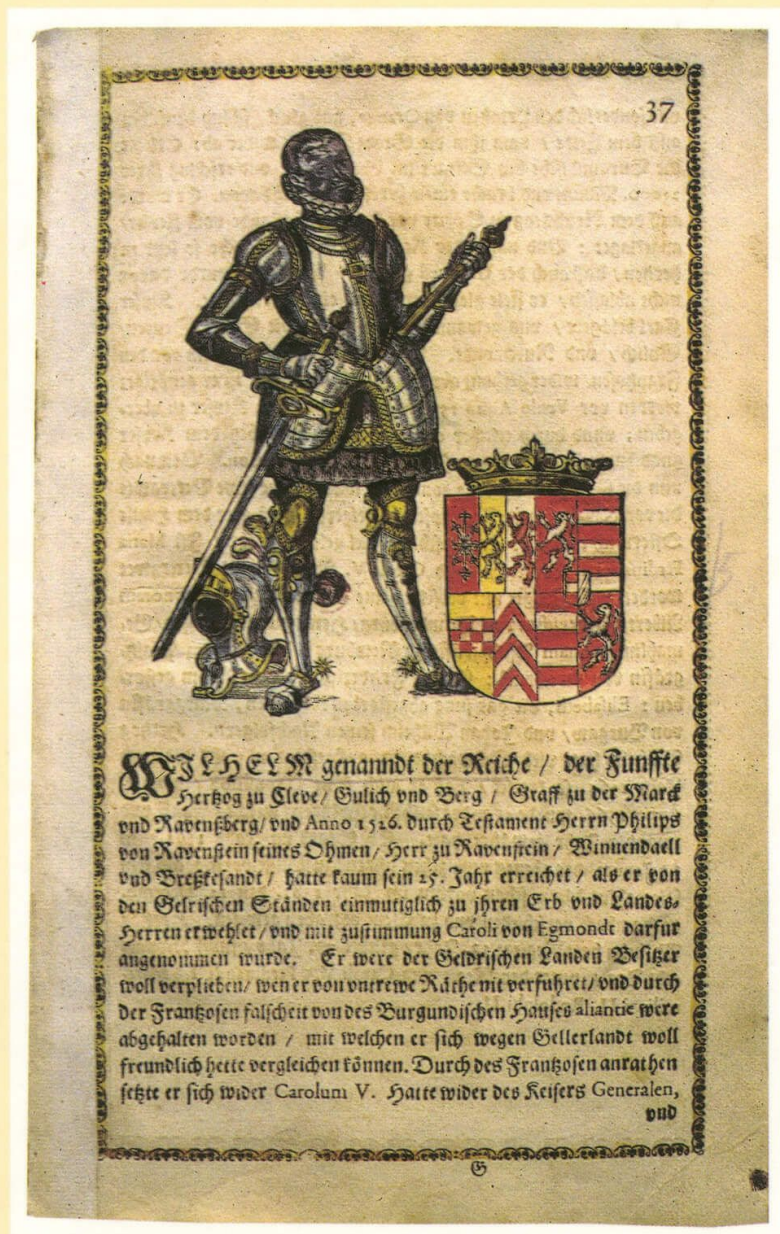 37
WILHELM genanndt der Reiche / der Funffte
Hertzog zu Cleve / Gulich vnd Berg / Graff zu der Marck
vnd Ravenßberg / vnd Anno 1526. durch Testament Herrn Philips
von Ravenstein seines Ohmen / Herr zu Ravenstein / Winnendaell
vnd Breßkesandt / hatte kaum sein 25. Jahr erreichet / als er von
den Gelrischen Ständen einmutiglich zu jhren Erb vnd Landes-
Herren erwehlet / vnd mit zustimmung Caroli von Egmondt darfur
angenommen wurde. Er were der Geldrischen Landen Besitzer
woll verplieben / wen er von vntrewe Räthe nit verfuhret / vnd durch
der Frantzosen falscheit von des Burgundischen Hauses aliantie were
abgehalten worden / mit welchen er sich wegen Gellerlandt woll
freundlich hette vergleichen können. Durch des Frantzosen anrathen
setzte er sich wider Carolum V. Hatte wider des Keisers Generalen,
vnd
G